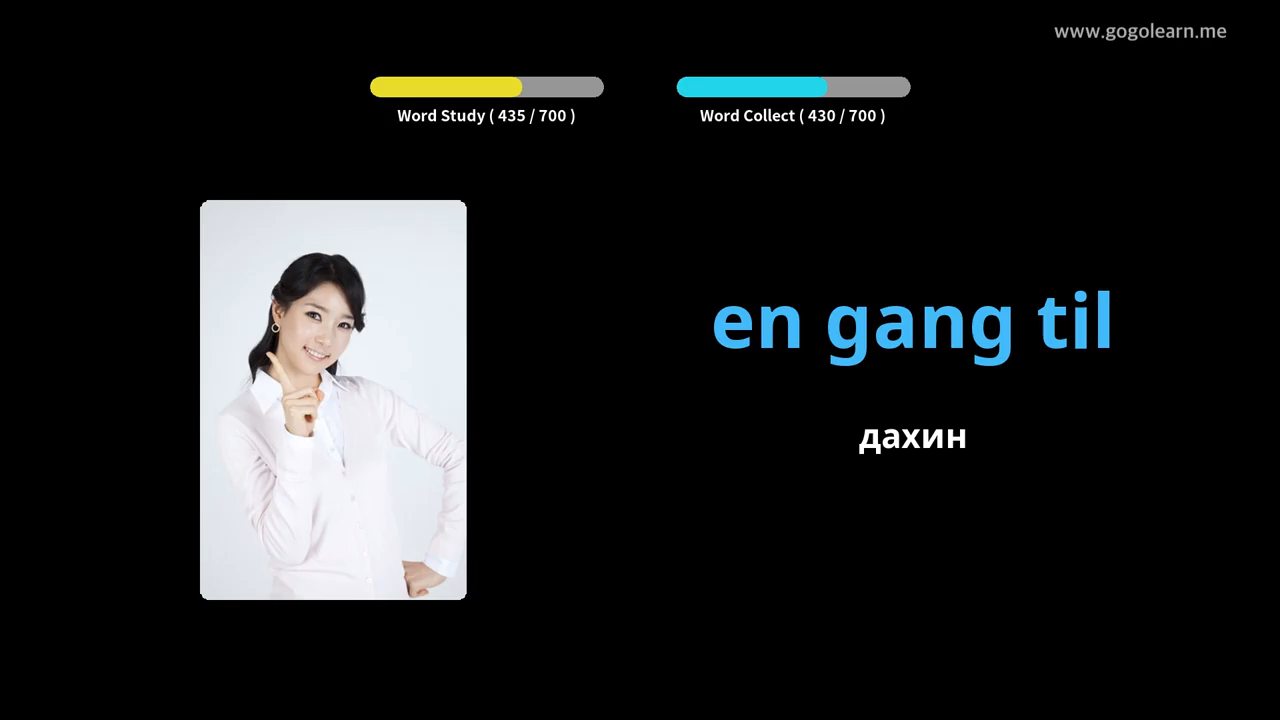 www.gogolearn.me
Word Study ( 435 / 700 )
Word Collect ( 430 / 700 )
en gang til
дахин